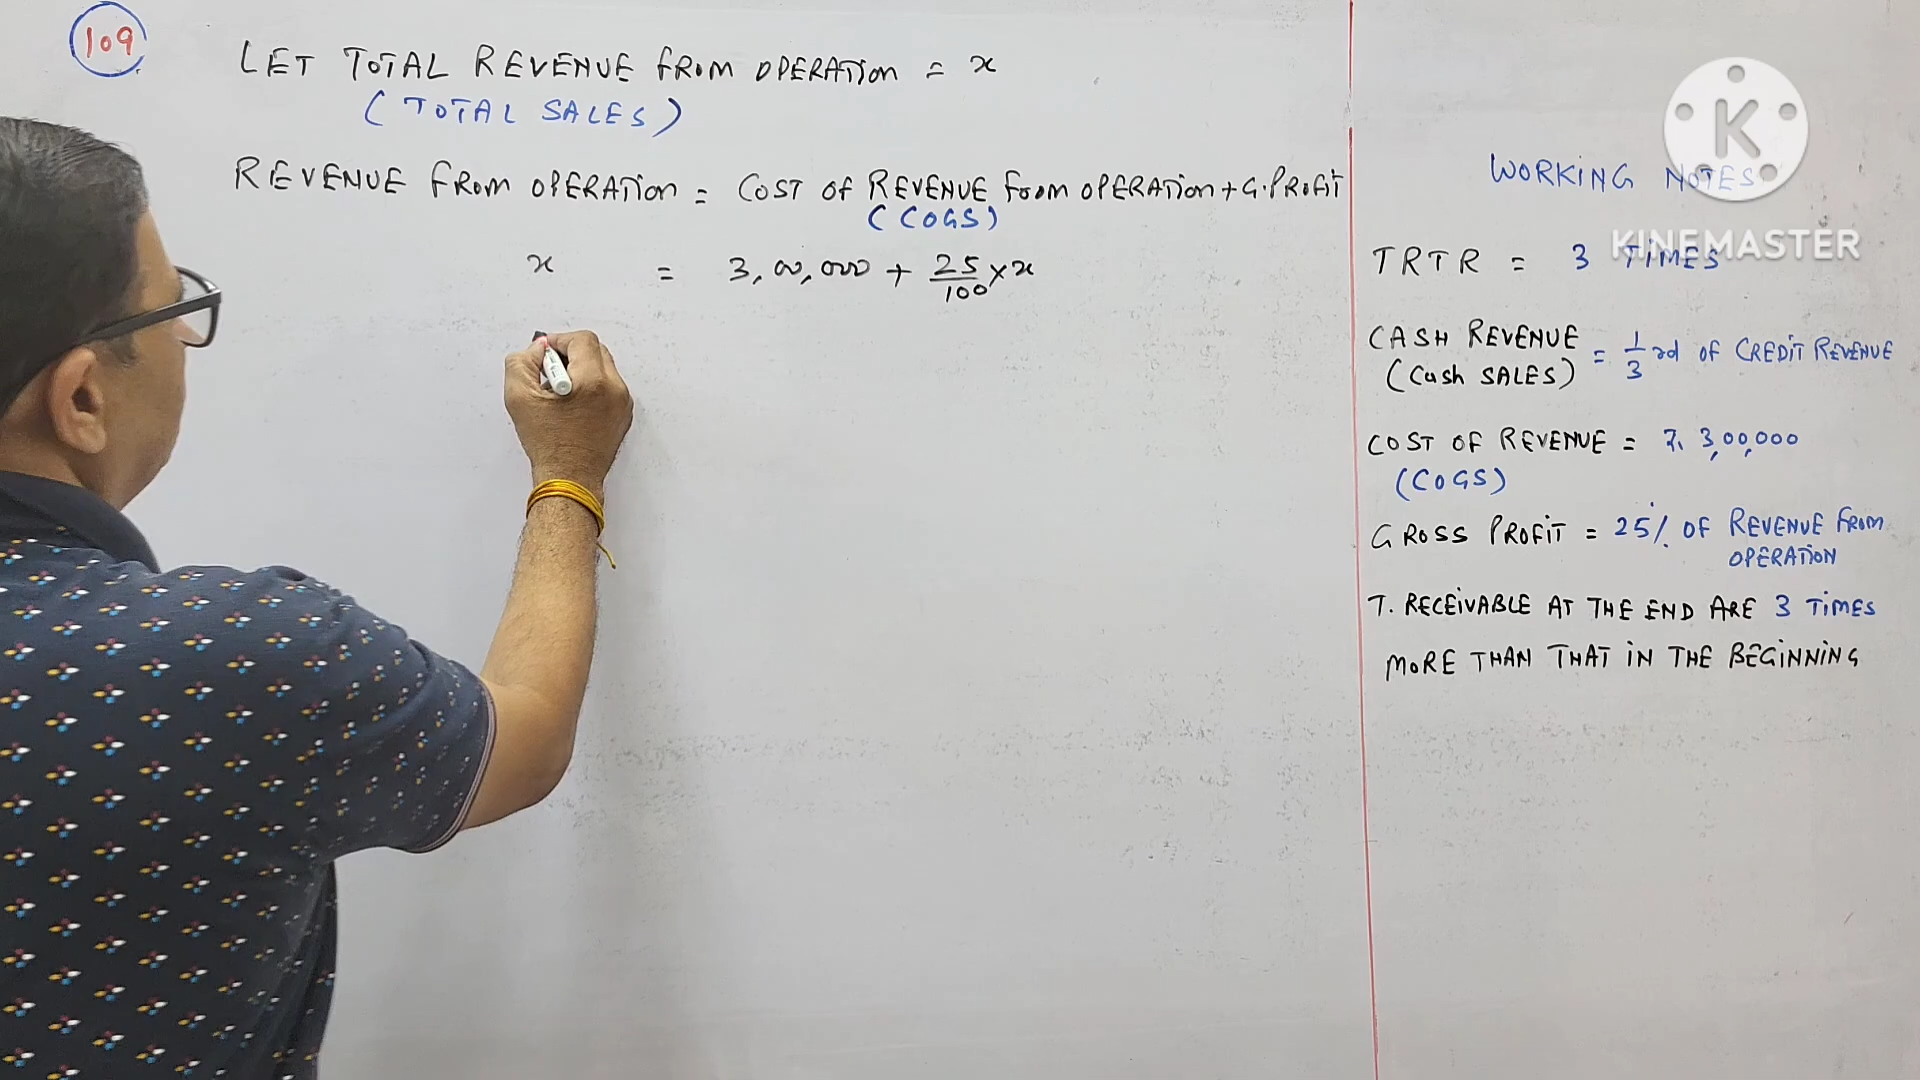 109
LET TOTAL REVENUE FROM OPERATION = x
(TOTAL SALES)
REVENUE FROM OPERATION = COST OF REVENUE FROM OPERATION + G.PROFIT
(COGS)
x = 3,00,000 + 25/100 × x
WORKING NOTES
K
KINEMASTER
TRTR = 3 TIMES
CASH REVENUE = 1/3 rd OF CREDIT REVENUE
(Cash SALES)
COST OF REVENUE = ₹. 3,00,000
(COGS)
GROSS PROFIT = 25% OF REVENUE FROM
OPERATION
T. RECEIVABLE AT THE END ARE 3 TIMES
MORE THAN THAT IN THE BEGINNING